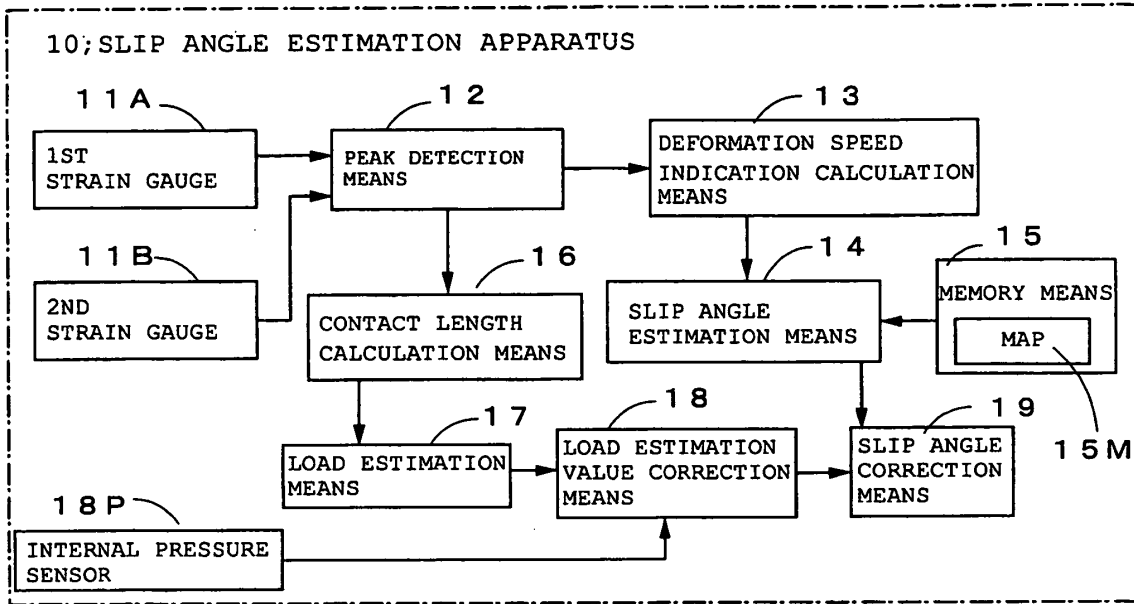 10;SLIP ANGLE ESTIMATION APPARATUS
11A
1ST
STRAIN GAUGE
12
PEAK DETECTION
MEANS
13
DEFORMATION SPEED
INDICATION CALCULATION
MEANS
11B
2ND
STRAIN GAUGE
16
CONTACT LENGTH
CALCULATION MEANS
14
SLIP ANGLE
ESTIMATION MEANS
15
MEMORY MEANS
MAP
15M
17
LOAD ESTIMATION
MEANS
18
LOAD ESTIMATION
VALUE CORRECTION
MEANS
19
SLIP ANGLE
CORRECTION
MEANS
18P
INTERNAL PRESSURE
SENSOR